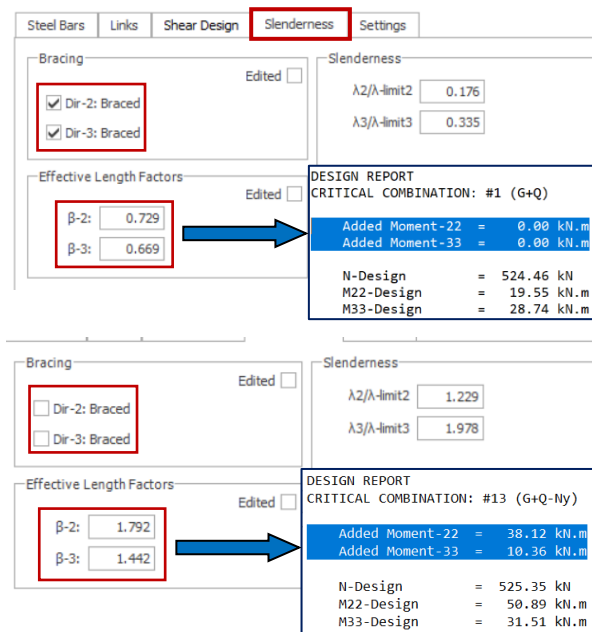 Steel Bars Links Shear Design Slenderness Settings
Bracing
Edited
Dir-2: Braced
Dir-3: Braced
Slenderness
λ2/λ-limit2 0.176
λ3/λ-limit3 0.335
Effective Length Factors
Edited
β-2: 0.729
β-3: 0.669
DESIGN REPORT
CRITICAL COMBINATION: #1 (G+Q)
Added Moment-22 = 0.00 kN.m
Added Moment-33 = 0.00 kN.m
N-Design = 524.46 kN
M22-Design = 19.55 kN.m
M33-Design = 28.74 kN.m
Bracing
Edited
Dir-2: Braced
Dir-3: Braced
Slenderness
λ2/λ-limit2 1.229
λ3/λ-limit3 1.978
Effective Length Factors
Edited
β-2: 1.792
β-3: 1.442
DESIGN REPORT
CRITICAL COMBINATION: #13 (G+Q-Ny)
Added Moment-22 = 38.12 kN.m
Added Moment-33 = 10.36 kN.m
N-Design = 525.35 kN
M22-Design = 50.89 kN.m
M33-Design = 31.51 kN.m